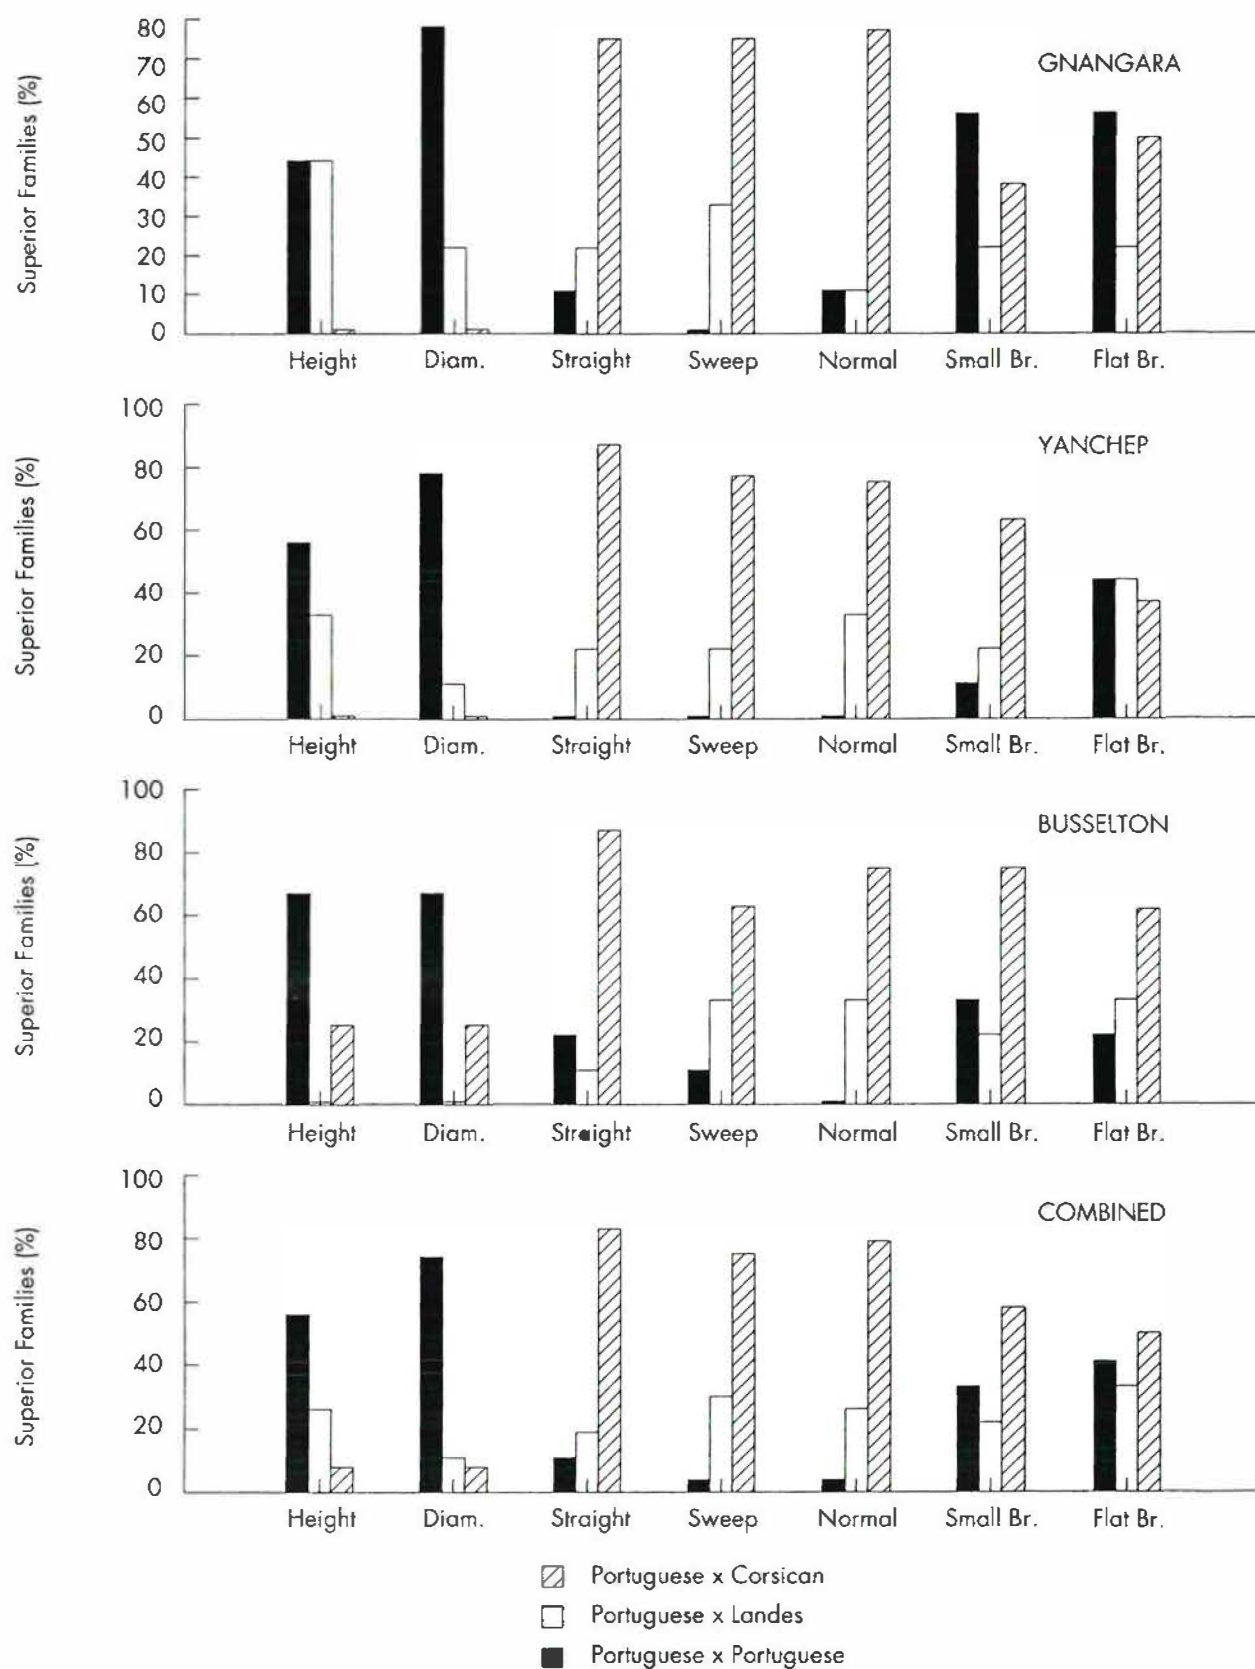 Superior Families (%)
80
70
60
50
40
30
20
10
0
GNANGARA
Height Diam. Straight Sweep Normal Small Br. Flat Br.
Superior Families (%)
100
80
60
40
20
0
YANCHEP
Height Diam. Straight Sweep Normal Small Br. Flat Br.
Superior Families (%)
100
80
60
40
20
0
BUSSELTON
Height Diam. Straight Sweep Normal Small Br. Flat Br.
Superior Families (%)
100
80
60
40
20
0
COMBINED
Height Diam. Straight Sweep Normal Small Br. Flat Br.
Portuguese x Corsican
Portuguese x Landes
Portuguese x Portuguese